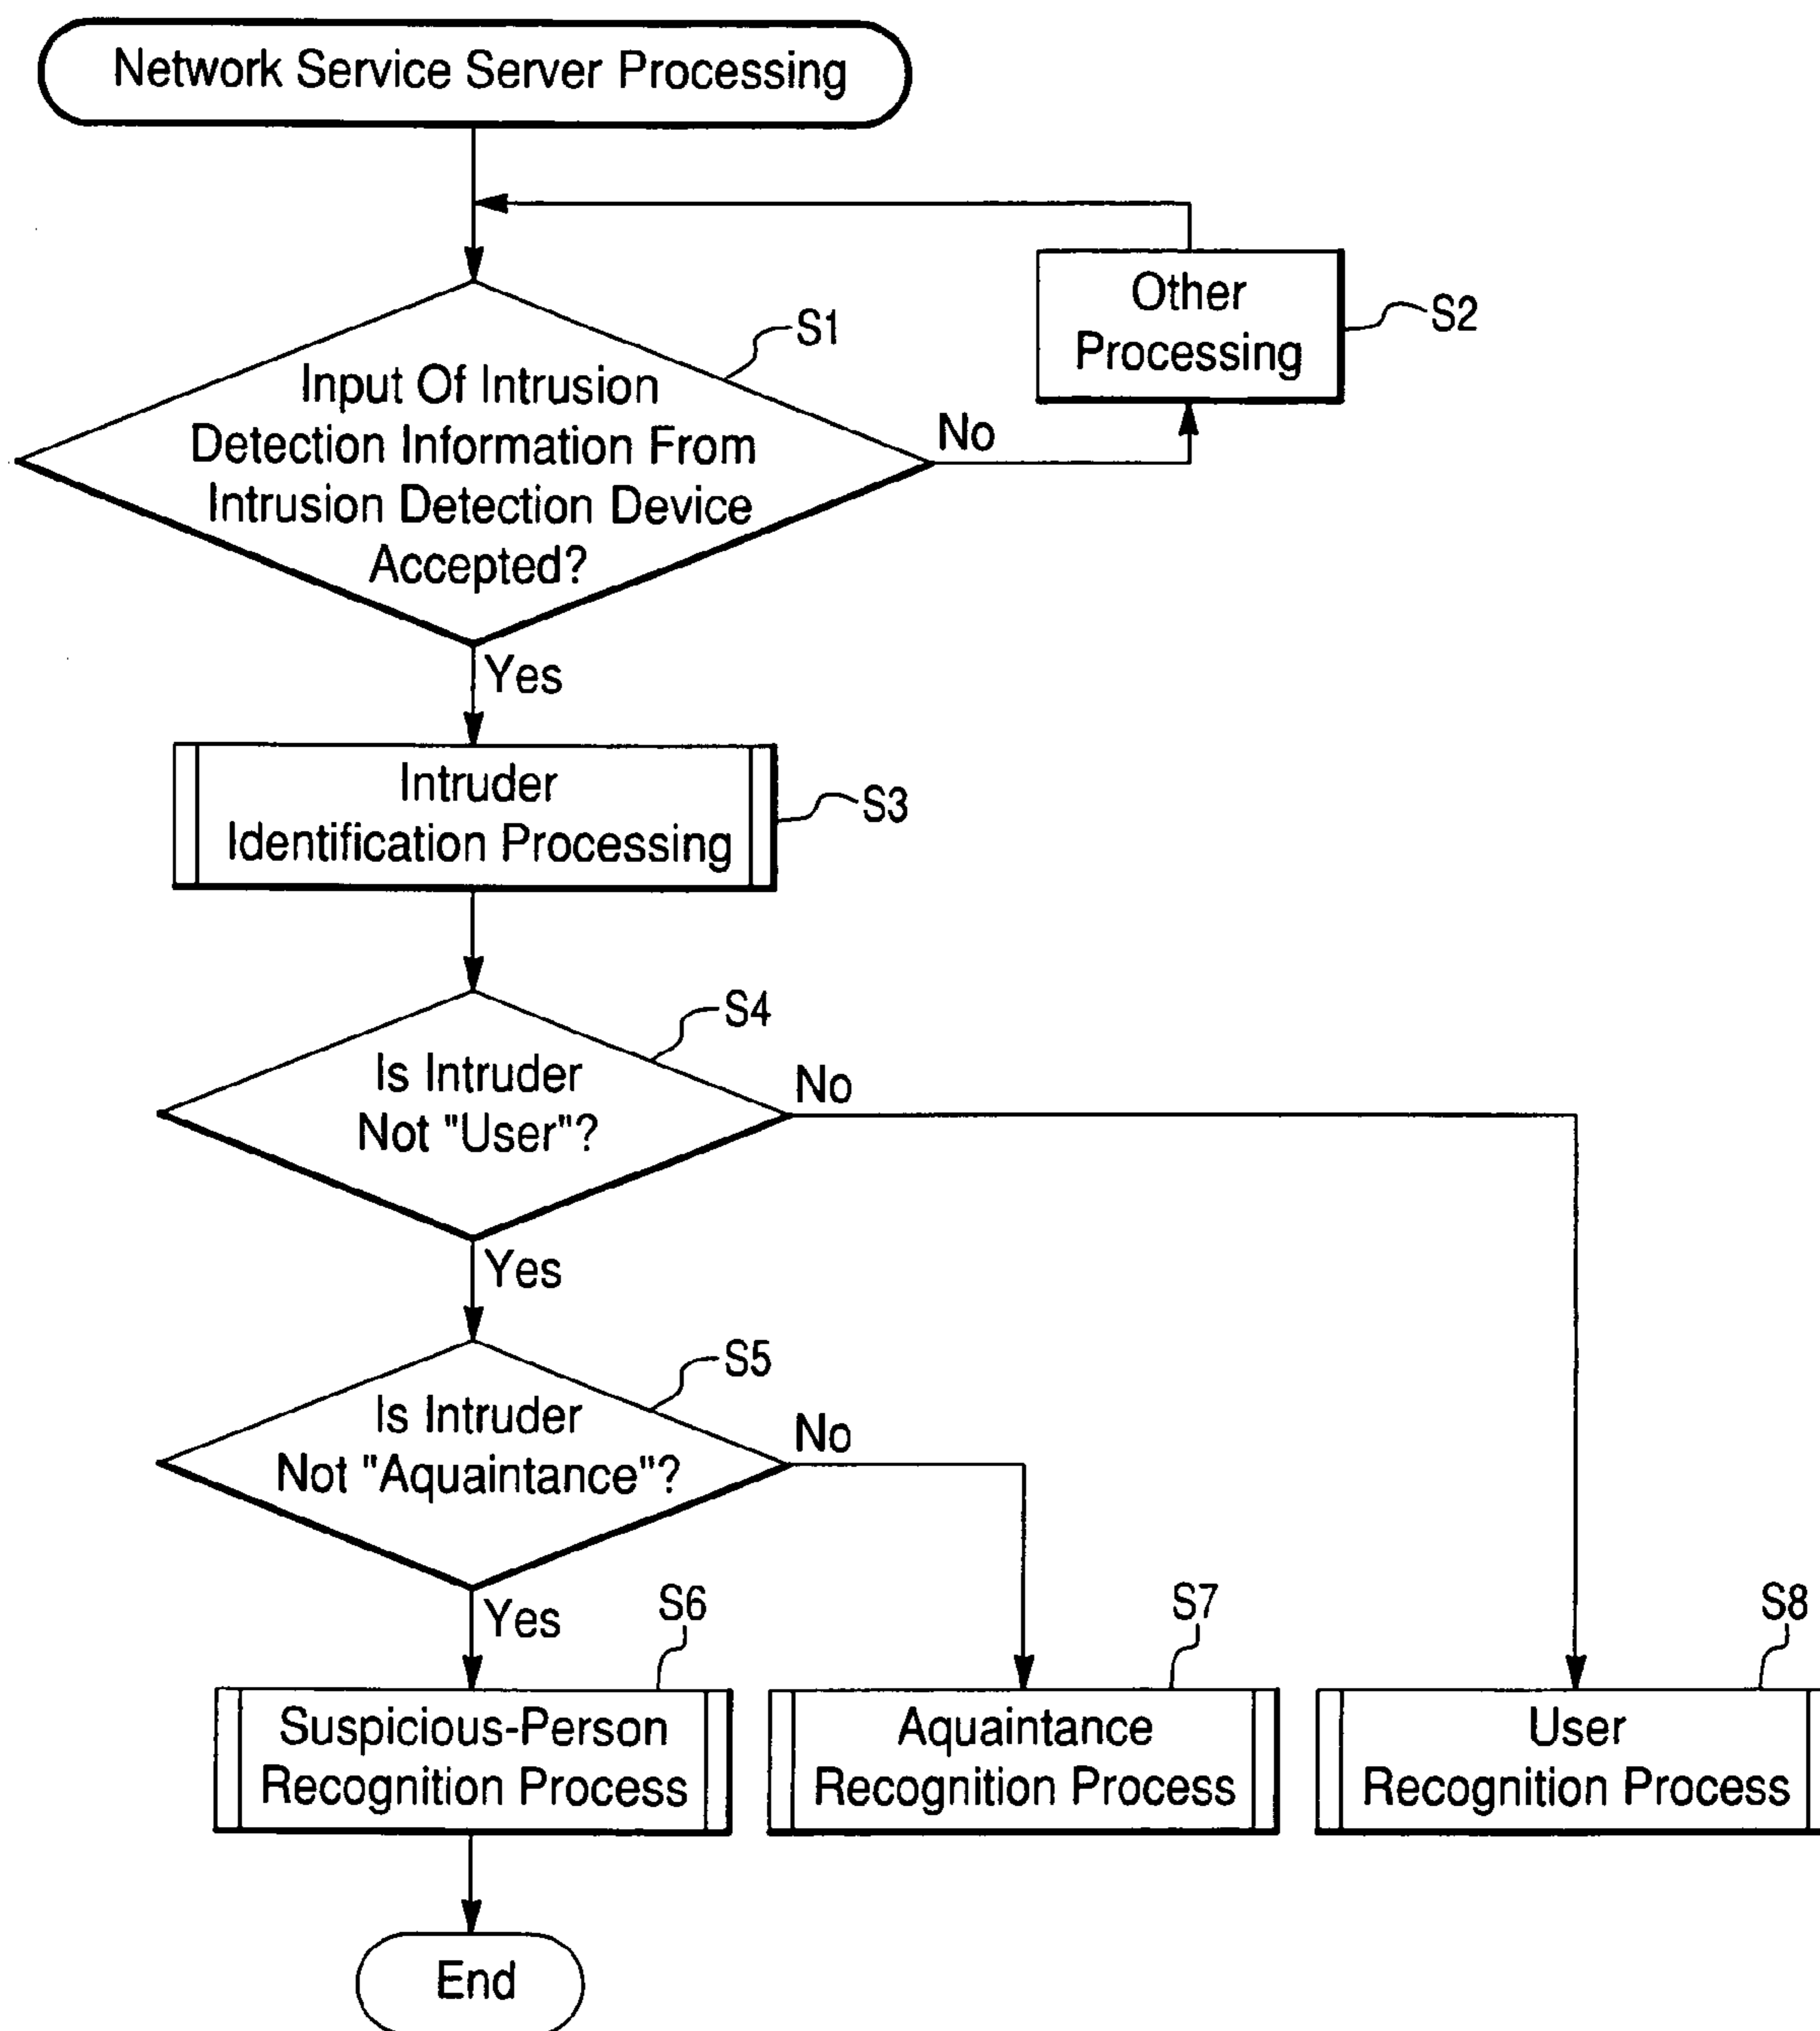 Network Service Server Processing
Other
Processing
S2
S1
Input Of Intrusion
Detection Information From
Intrusion Detection Device
Accepted?
No
Yes
Intruder
Identification Processing
S3
S4
Is Intruder
Not "User"?
No
Yes
S5
Is Intruder
Not "Aquaintance"?
No
Yes
S6
S7
S8
Suspicious-Person
Recognition Process
Aquaintance
Recognition Process
User
Recognition Process
End